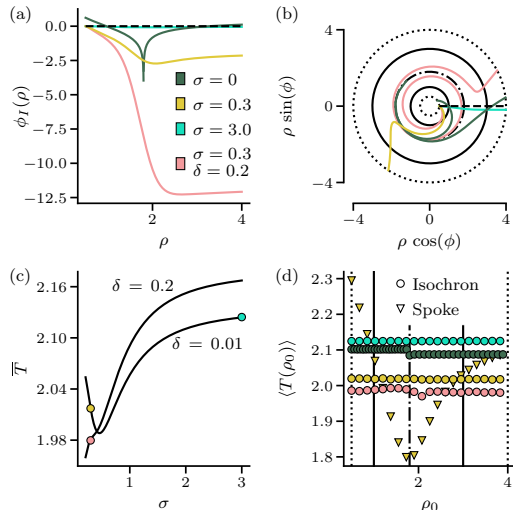 (a)
0.0
−2.5
−5.0
−7.5
−10.0
−12.5
ϕ_I(ρ)
2
4
ρ
σ = 0
σ = 0.3
σ = 3.0
σ = 0.3
δ = 0.2
(b)
4
0
−4
ρ sin(ϕ)
−4
0
4
ρ cos(ϕ)
(c)
2.16
2.10
2.04
1.98
T̅
1
2
3
σ
δ = 0.2
δ = 0.01
(d)
2.3
2.2
2.1
2.0
1.9
1.8
⟨T(ρ₀)⟩
2
4
ρ₀
Isochron
Spoke